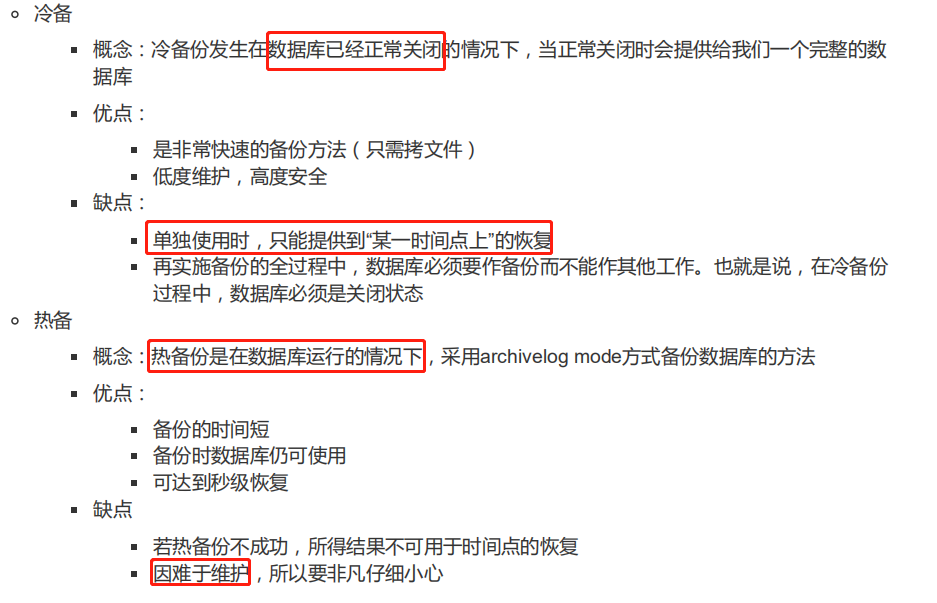 冷备
概念：冷备份发生在数据库已经正常关闭的情况下，当正常关闭时会提供给我们一个完整的数
据库
优点：
是非常快速的备份方法（只需拷文件）
低度维护，高度安全
缺点：
单独使用时，只能提供到“某一时间点上”的恢复
再实施备份的全过程中，数据库必须要作备份而不能作其他工作。也就是说，在冷备份
过程中，数据库必须是关闭状态
热备
概念：热备份是在数据库运行的情况下，采用archivelog mode方式备份数据库的方法
优点：
备份的时间短
备份时数据库仍可使用
可达到秒级恢复
缺点
若热备份不成功，所得结果不可用于时间点的恢复
因难于维护，所以要非凡仔细小心